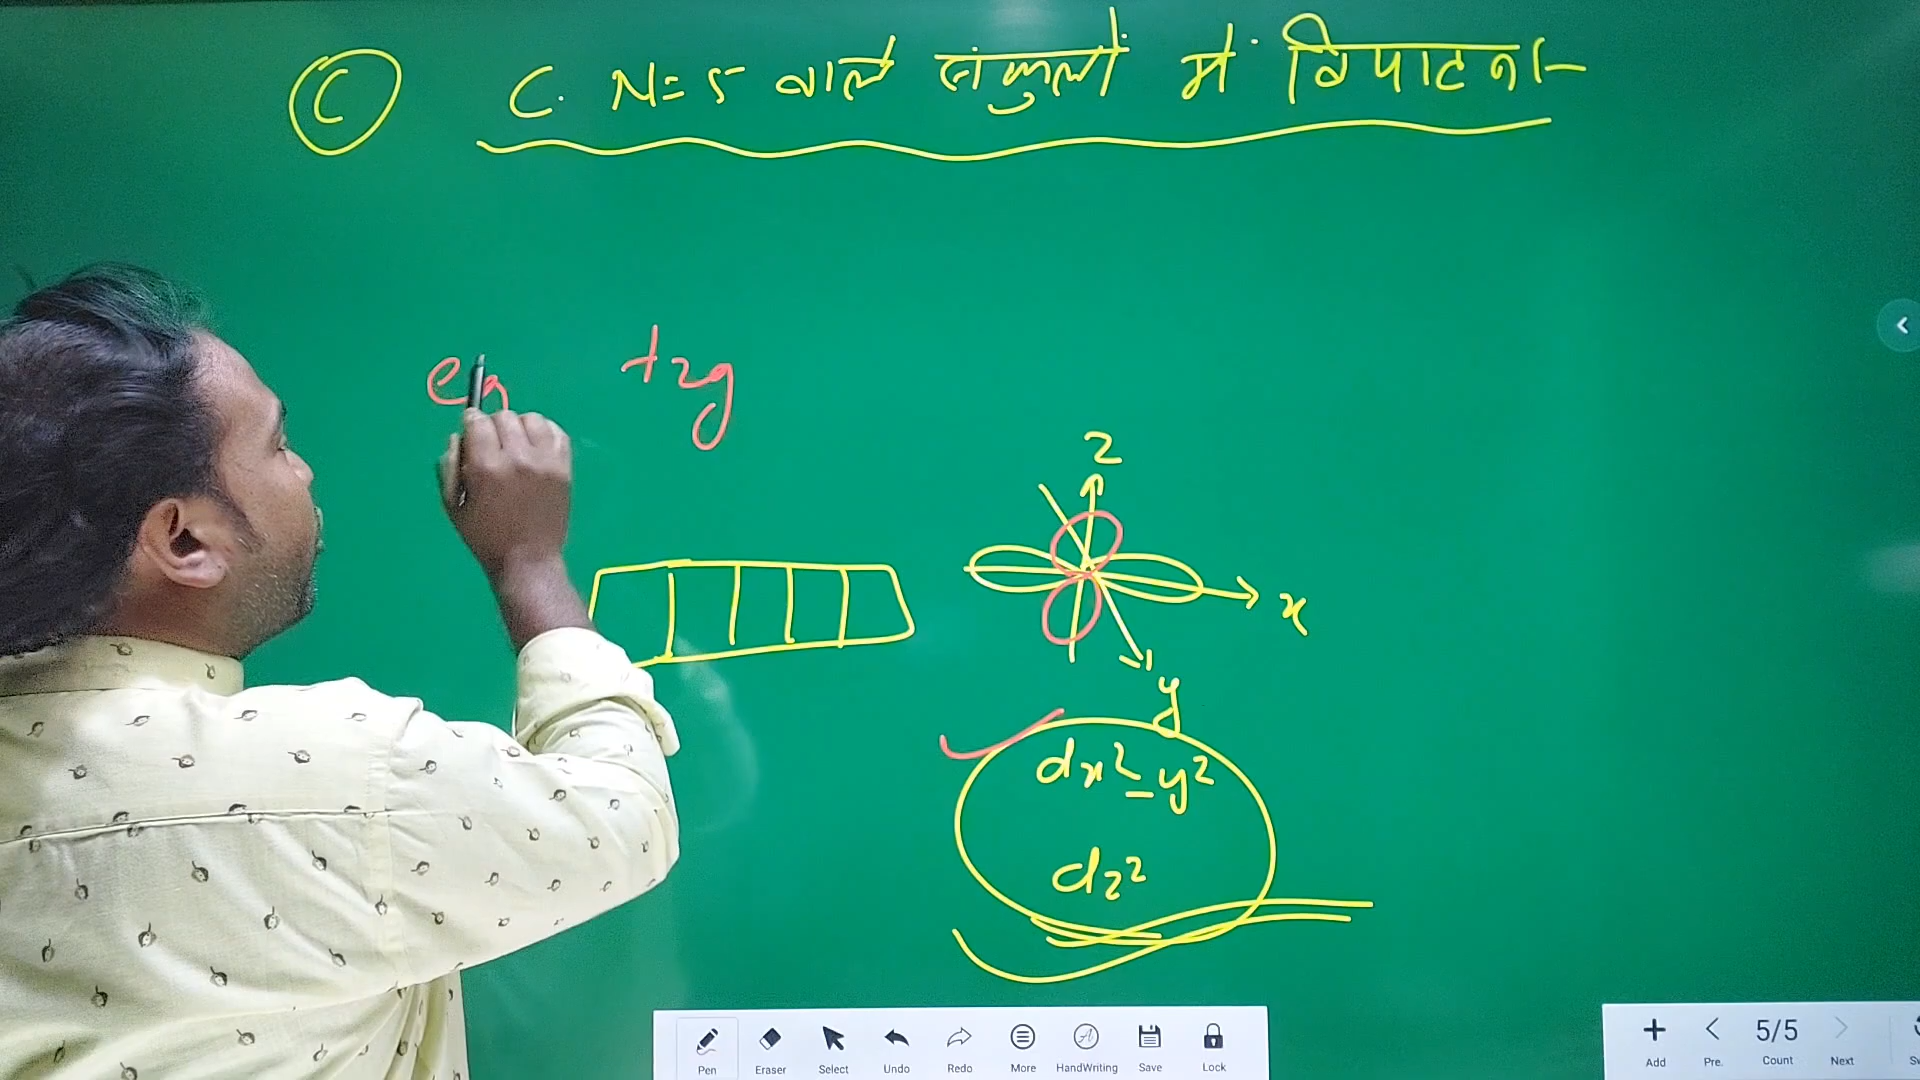 C C. N=5 वाले संकुलों में विपाटन :-
eg t2g
z
x
y
dx²-y²
dz²
5/5
Pen Eraser Select Undo Redo More HandWriting Save Lock Add Pre. Count Next